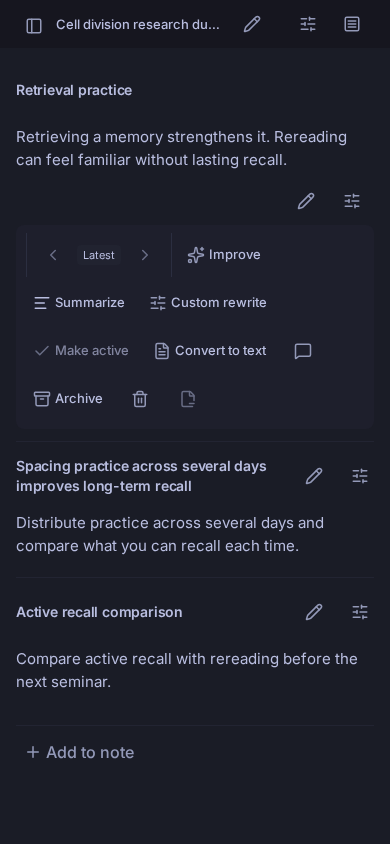 Cell division research du...
Retrieval practice
Retrieving a memory strengthens it. Rereading
can feel familiar without lasting recall.
Latest
Improve
Summarize
Custom rewrite
Make active
Convert to text
Archive
Spacing practice across several days
improves long-term recall
Distribute practice across several days and
compare what you can recall each time.
Active recall comparison
Compare active recall with rereading before the
next seminar.
Add to note